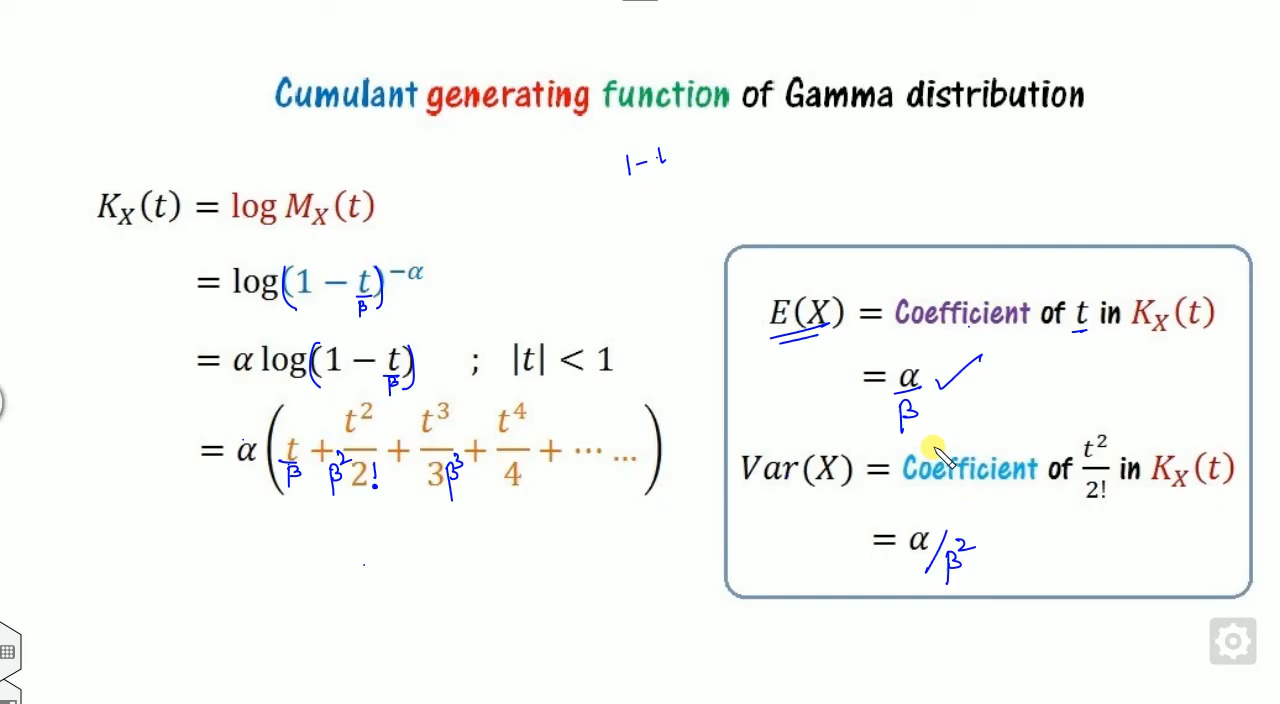 Cumulant generating function of Gamma distribution
1-t
K_X(t) = log M_X(t)
= log(1 − t/β)^−α
= α log(1 − t/β) ; |t| < 1
= α(t/β + t²/β²2! + t³/3β³ + t⁴/4 + ⋯ …)
E(X) = Coefficient of t in K_X(t)
= α/β ✓
Var(X) = Coefficient of t²/2! in K_X(t)
= α/β²